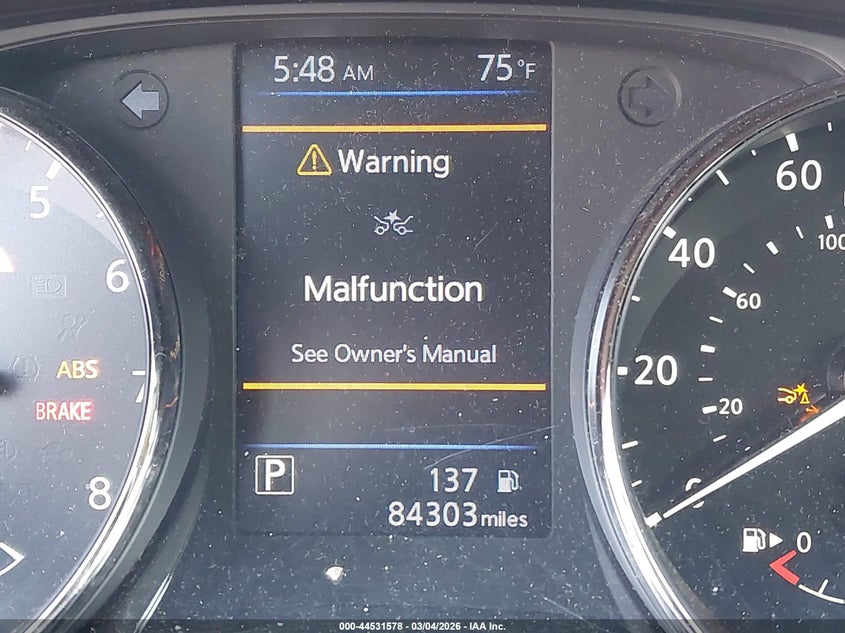 5:48 AM 75°F
Warning
Malfunction
See Owner's Manual
P
137
84303 miles
5
6
7
8
ABS
BRAKE
60
40
20
0
100
60
20
0
000-44531578 - 03/04/2026 - IAA Inc.